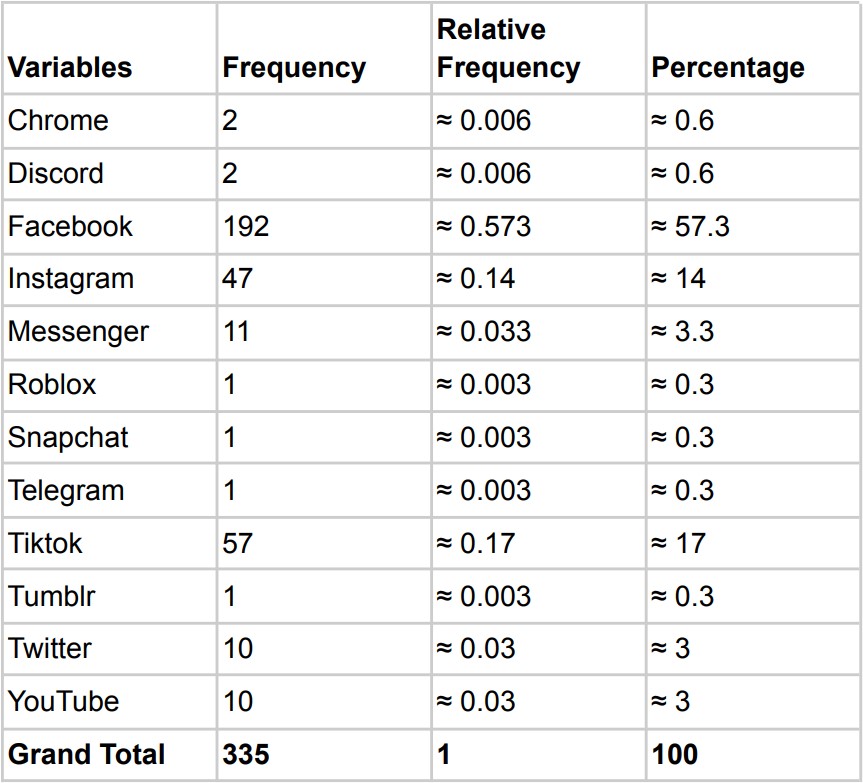 Variables Frequency Relative Frequency Percentage
Chrome 2 ≈ 0.006 ≈ 0.6
Discord 2 ≈ 0.006 ≈ 0.6
Facebook 192 ≈ 0.573 ≈ 57.3
Instagram 47 ≈ 0.14 ≈ 14
Messenger 11 ≈ 0.033 ≈ 3.3
Roblox 1 ≈ 0.003 ≈ 0.3
Snapchat 1 ≈ 0.003 ≈ 0.3
Telegram 1 ≈ 0.003 ≈ 0.3
Tiktok 57 ≈ 0.17 ≈ 17
Tumblr 1 ≈ 0.003 ≈ 0.3
Twitter 10 ≈ 0.03 ≈ 3
YouTube 10 ≈ 0.03 ≈ 3
Grand Total 335 1 100